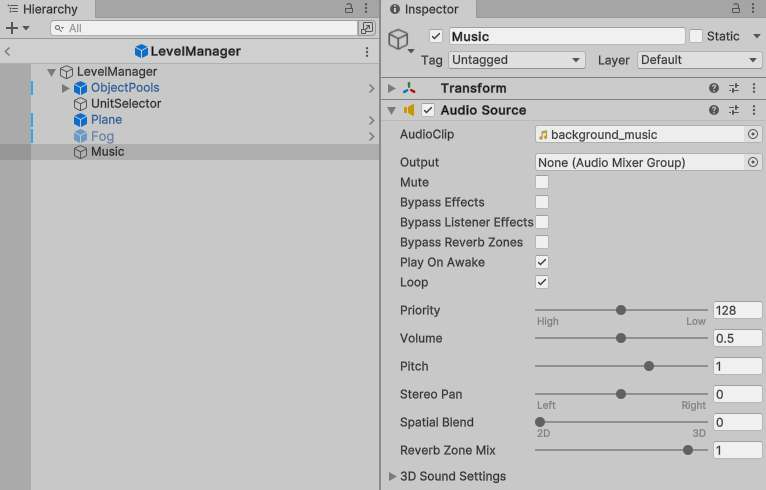 Hierarchy
All
LevelManager
LevelManager
ObjectPools
UnitSelector
Plane
Fog
Music
Inspector
Music
Static
Tag Untagged Layer Default
Transform
Audio Source
AudioClip background_music
Output None (Audio Mixer Group)
Mute
Bypass Effects
Bypass Listener Effects
Bypass Reverb Zones
Play On Awake
Loop
Priority 128
High Low
Volume 0.5
Pitch 1
Stereo Pan 0
Left Right
Spatial Blend 0
2D 3D
Reverb Zone Mix 1
3D Sound Settings